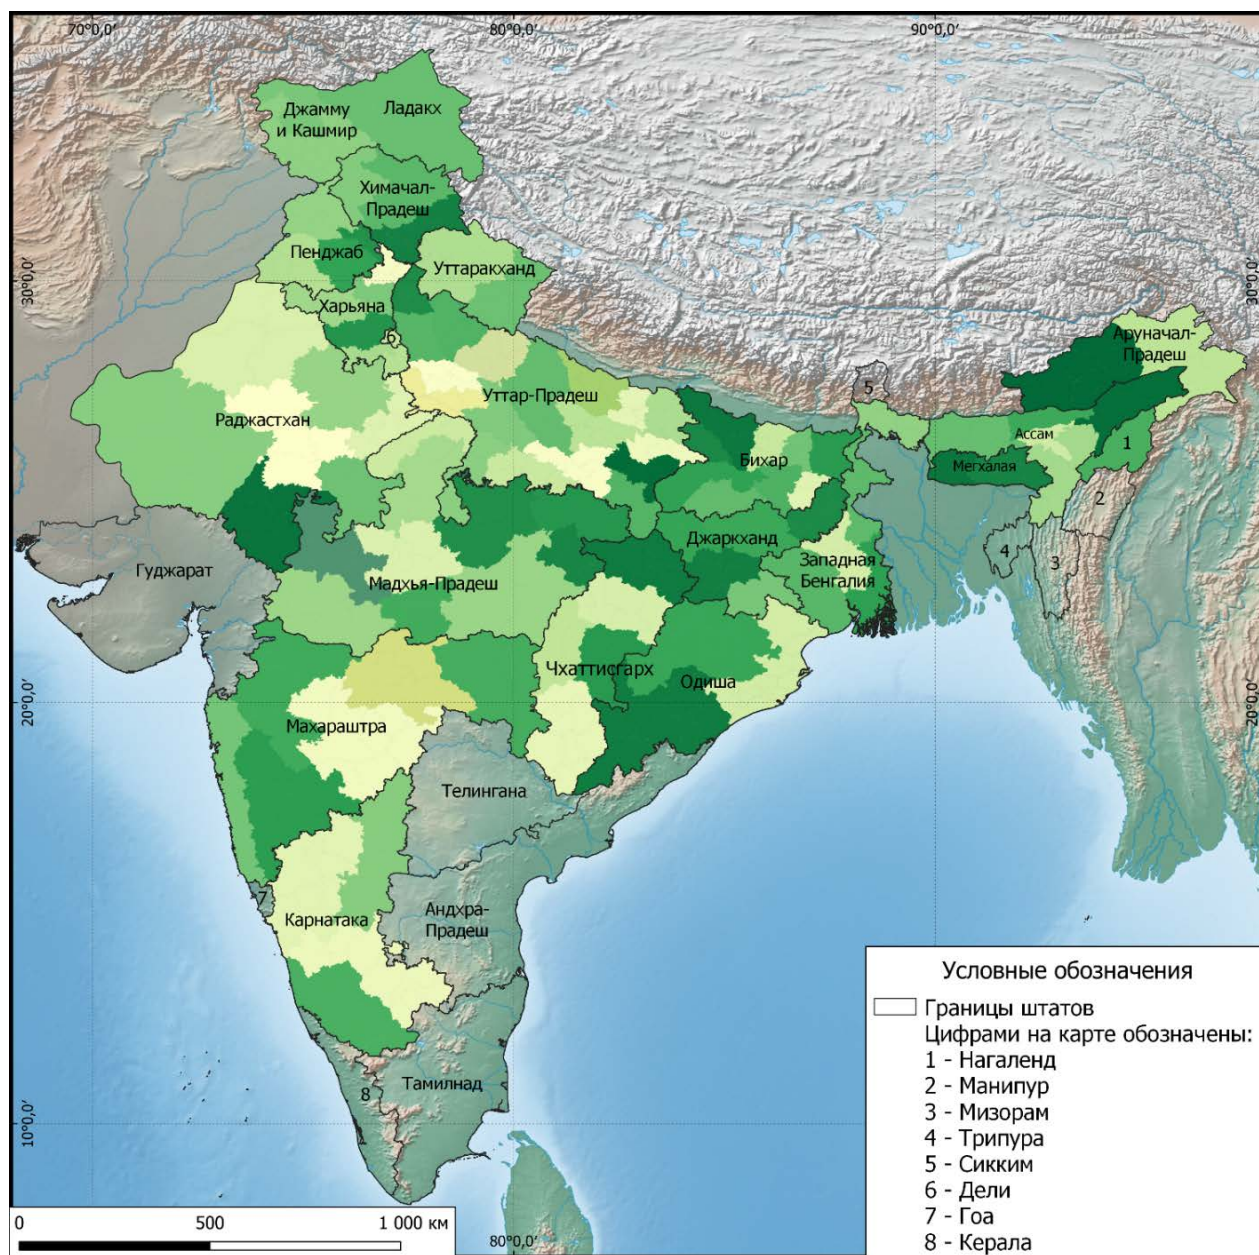 70°0,0′
80°0,0′
90°0,0′
Джамму
и Кашмир
Ладакх
Химачал-
Прадеш
Пенджаб
Уттаракханд
30°0,0′
30°0,0′
Харьяна
6
Аруначал-
Прадеш
5
Раджастхан
Уттар-Прадеш
Ассам
1
Бихар
Мегхалая
2
Джаркханд
Гуджарат
Мадхья-Прадеш
Западная
Бенгалия
4
3
Чхаттисгарх
Одиша
20°0,0′
20°0,0′
Махараштра
Телингана
7
Карнатака
Андхра-
Прадеш
Тамилнад
8
10°0,0′
80°0,0′
0 500 1 000 км
Условные обозначения
Границы штатов
Цифрами на карте обозначены:
1 - Нагаленд
2 - Манипур
3 - Мизорам
4 - Трипура
5 - Сикким
6 - Дели
7 - Гоа
8 - Керала